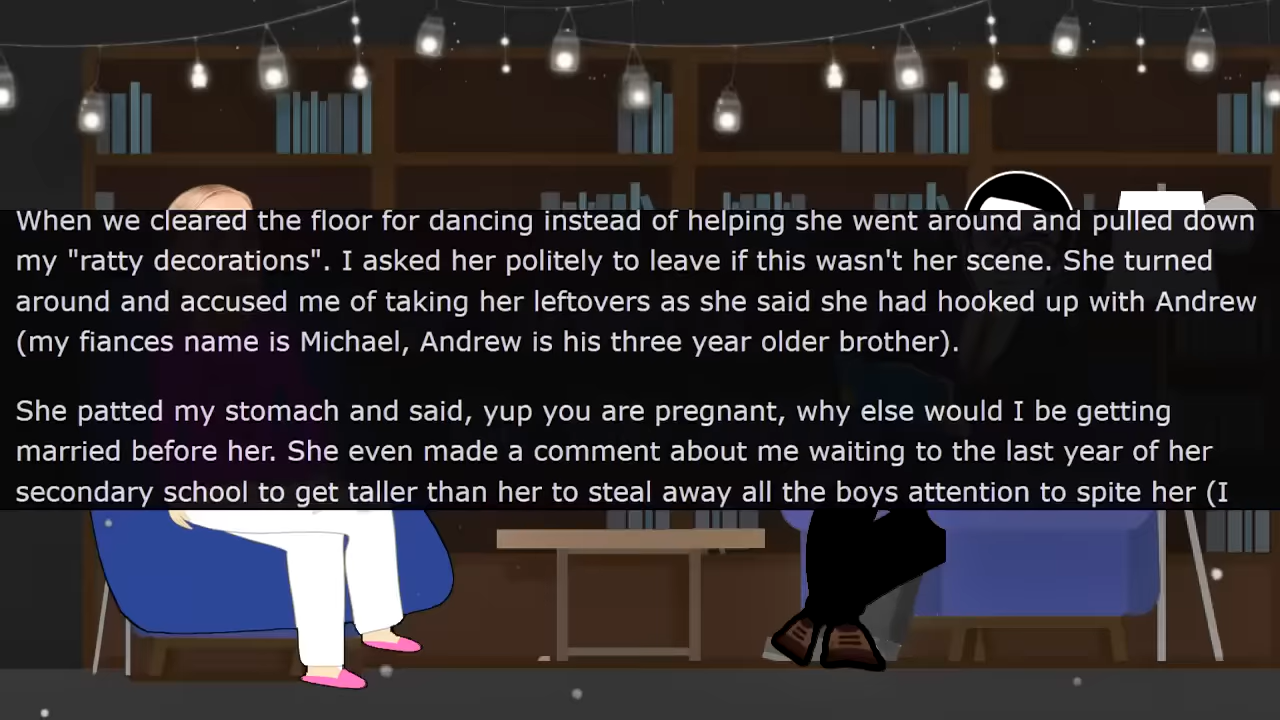 When we cleared the floor for dancing instead of helping she went around and pulled down
my "ratty decorations". I asked her politely to leave if this wasn't her scene. She turned
around and accused me of taking her leftovers as she said she had hooked up with Andrew
(my fiances name is Michael, Andrew is his three year older brother).
She patted my stomach and said, yup you are pregnant, why else would I be getting
married before her. She even made a comment about me waiting to the last year of her
secondary school to get taller than her to steal away all the boys attention to spite her (I